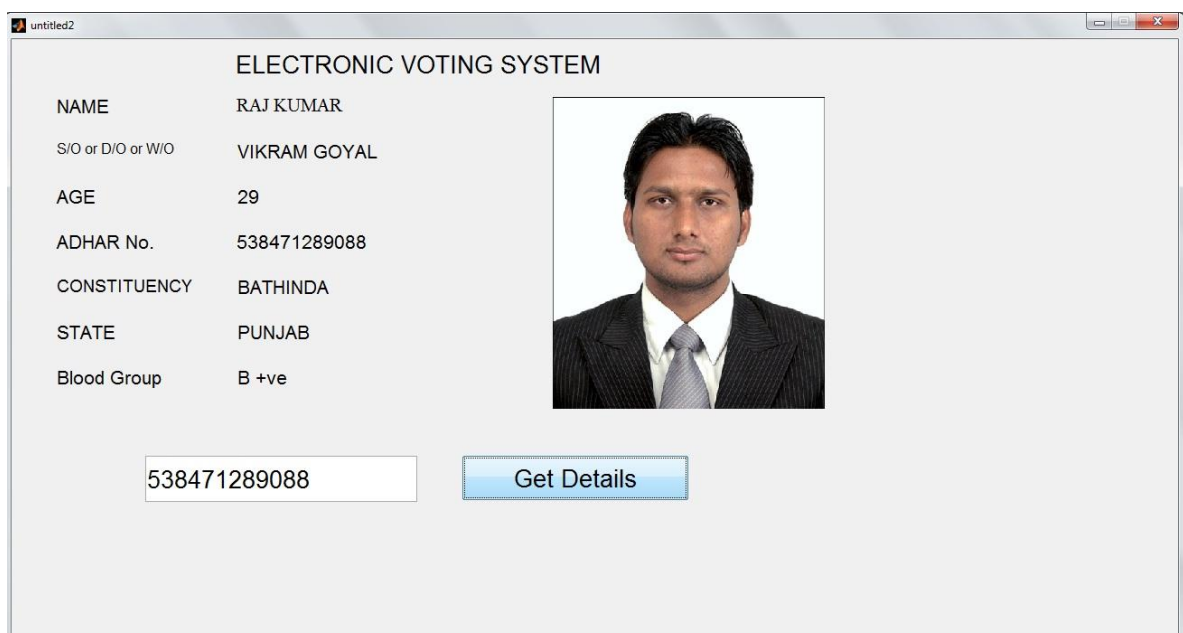 untitled2
ELECTRONIC VOTING SYSTEM
NAME RAJ KUMAR
S/O or D/O or W/O VIKRAM GOYAL
AGE 29
ADHAR No. 538471289088
CONSTITUENCY BATHINDA
STATE PUNJAB
Blood Group B +ve
538471289088 Get Details